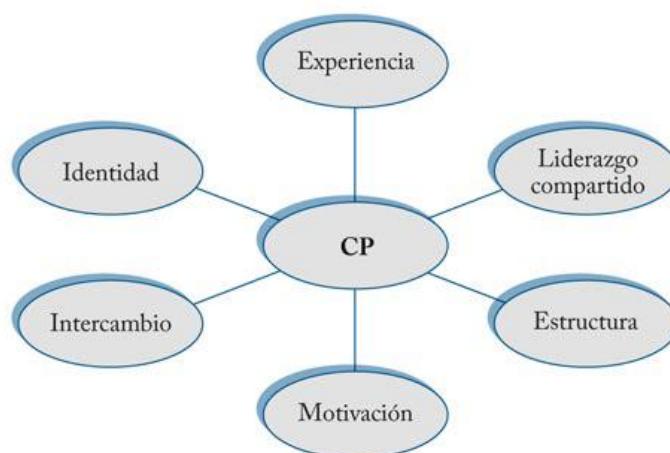 Experiencia
Identidad
Liderazgo
compartido
CP
Intercambio
Estructura
Motivación